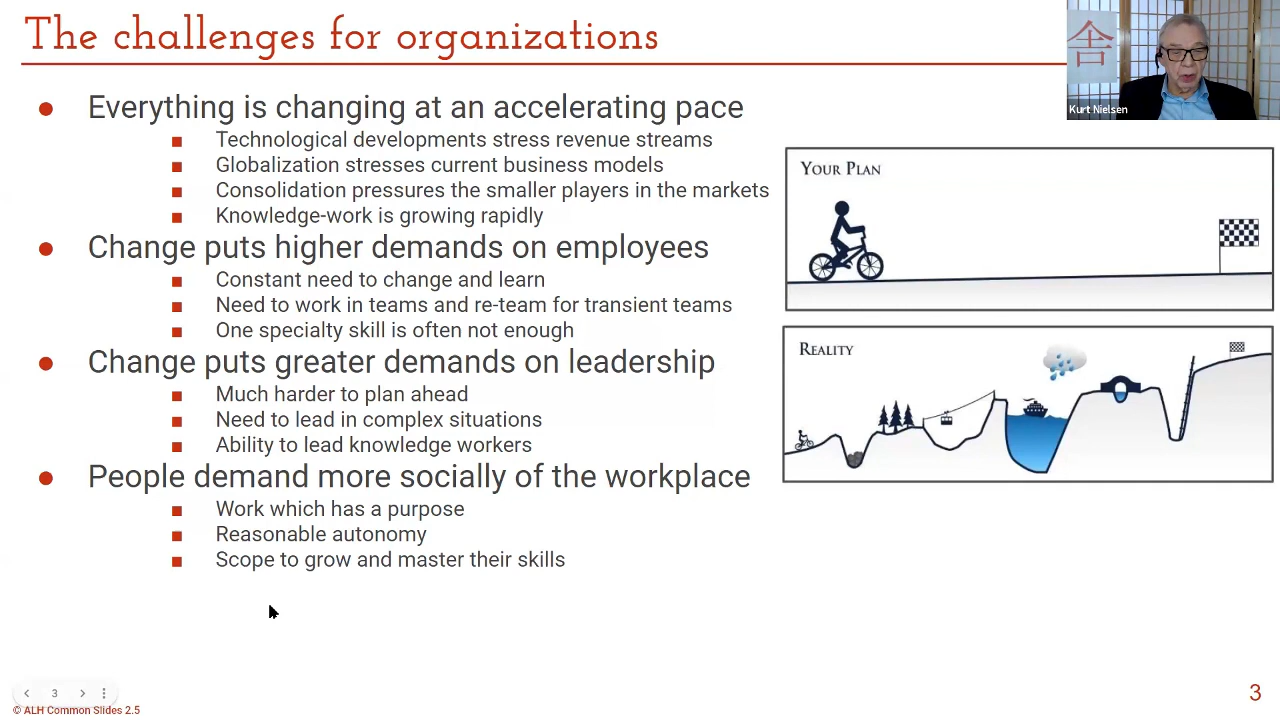 The challenges for organizations
舎
Kurt Nielsen
Everything is changing at an accelerating pace
Technological developments stress revenue streams
Globalization stresses current business models
Consolidation pressures the smaller players in the markets
Knowledge-work is growing rapidly
Change puts higher demands on employees
Constant need to change and learn
Need to work in teams and re-team for transient teams
One specialty skill is often not enough
Change puts greater demands on leadership
Much harder to plan ahead
Need to lead in complex situations
Ability to lead knowledge workers
People demand more socially of the workplace
Work which has a purpose
Reasonable autonomy
Scope to grow and master their skills
YOUR PLAN
REALITY
3
© ALH Common Slides 2.5
3